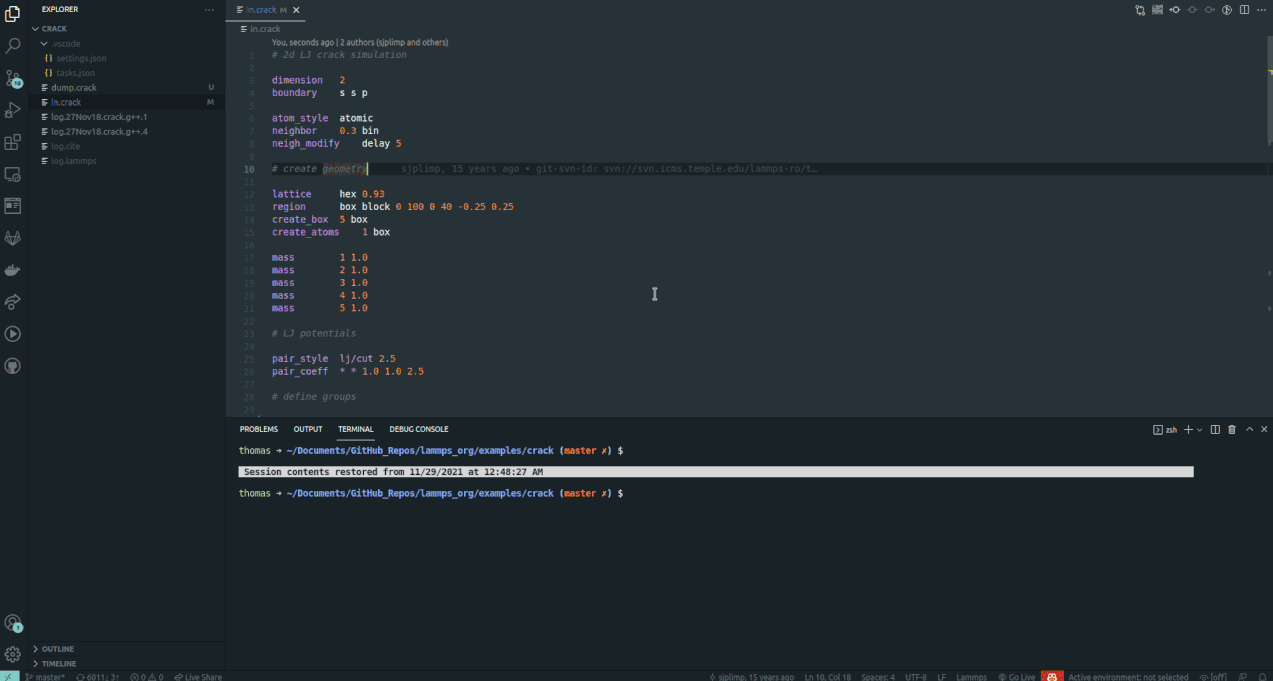 EXPLORER
CRACK
.vscode
settings.json
tasks.json
dump.crack U
in.crack M
log.27Nov18.crack.g++.1
log.27Nov18.crack.g++.4
log.cite
log.lammps
OUTLINE
TIMELINE
in.crack M
in.crack
You, seconds ago | 2 authors (sjplimp and others)
1 # 2d LJ crack simulation
2
3 dimension 2
4 boundary s s p
5
6 atom_style atomic
7 neighbor 0.3 bin
8 neigh_modify delay 5
9
10 # create geometry sjplimp, 15 years ago • git-svn-id: svn://svn.icms.temple.edu/lammps-ro/t…
11
12 lattice hex 0.93
13 region box block 0 100 0 40 -0.25 0.25
14 create_box 5 box
15 create_atoms 1 box
16
17 mass 1 1.0
18 mass 2 1.0
19 mass 3 1.0
20 mass 4 1.0
21 mass 5 1.0
22
23 # LJ potentials
24
25 pair_style lj/cut 2.5
26 pair_coeff * * 1.0 1.0 2.5
27
28 # define groups
29
PROBLEMS OUTPUT TERMINAL DEBUG CONSOLE
zsh
thomas → ~/Documents/GitHub_Repos/lammps_org/examples/crack (master ✗) $
Session contents restored from 11/29/2021 at 12:48:27 AM
thomas → ~/Documents/GitHub_Repos/lammps_org/examples/crack (master ✗) $
master* 6011↓ 3↑ 0 0 Live Share sjplimp, 15 years ago Ln 10, Col 18 Spaces: 4 UTF-8 LF Lammps Go Live Active environment: not selected [off]